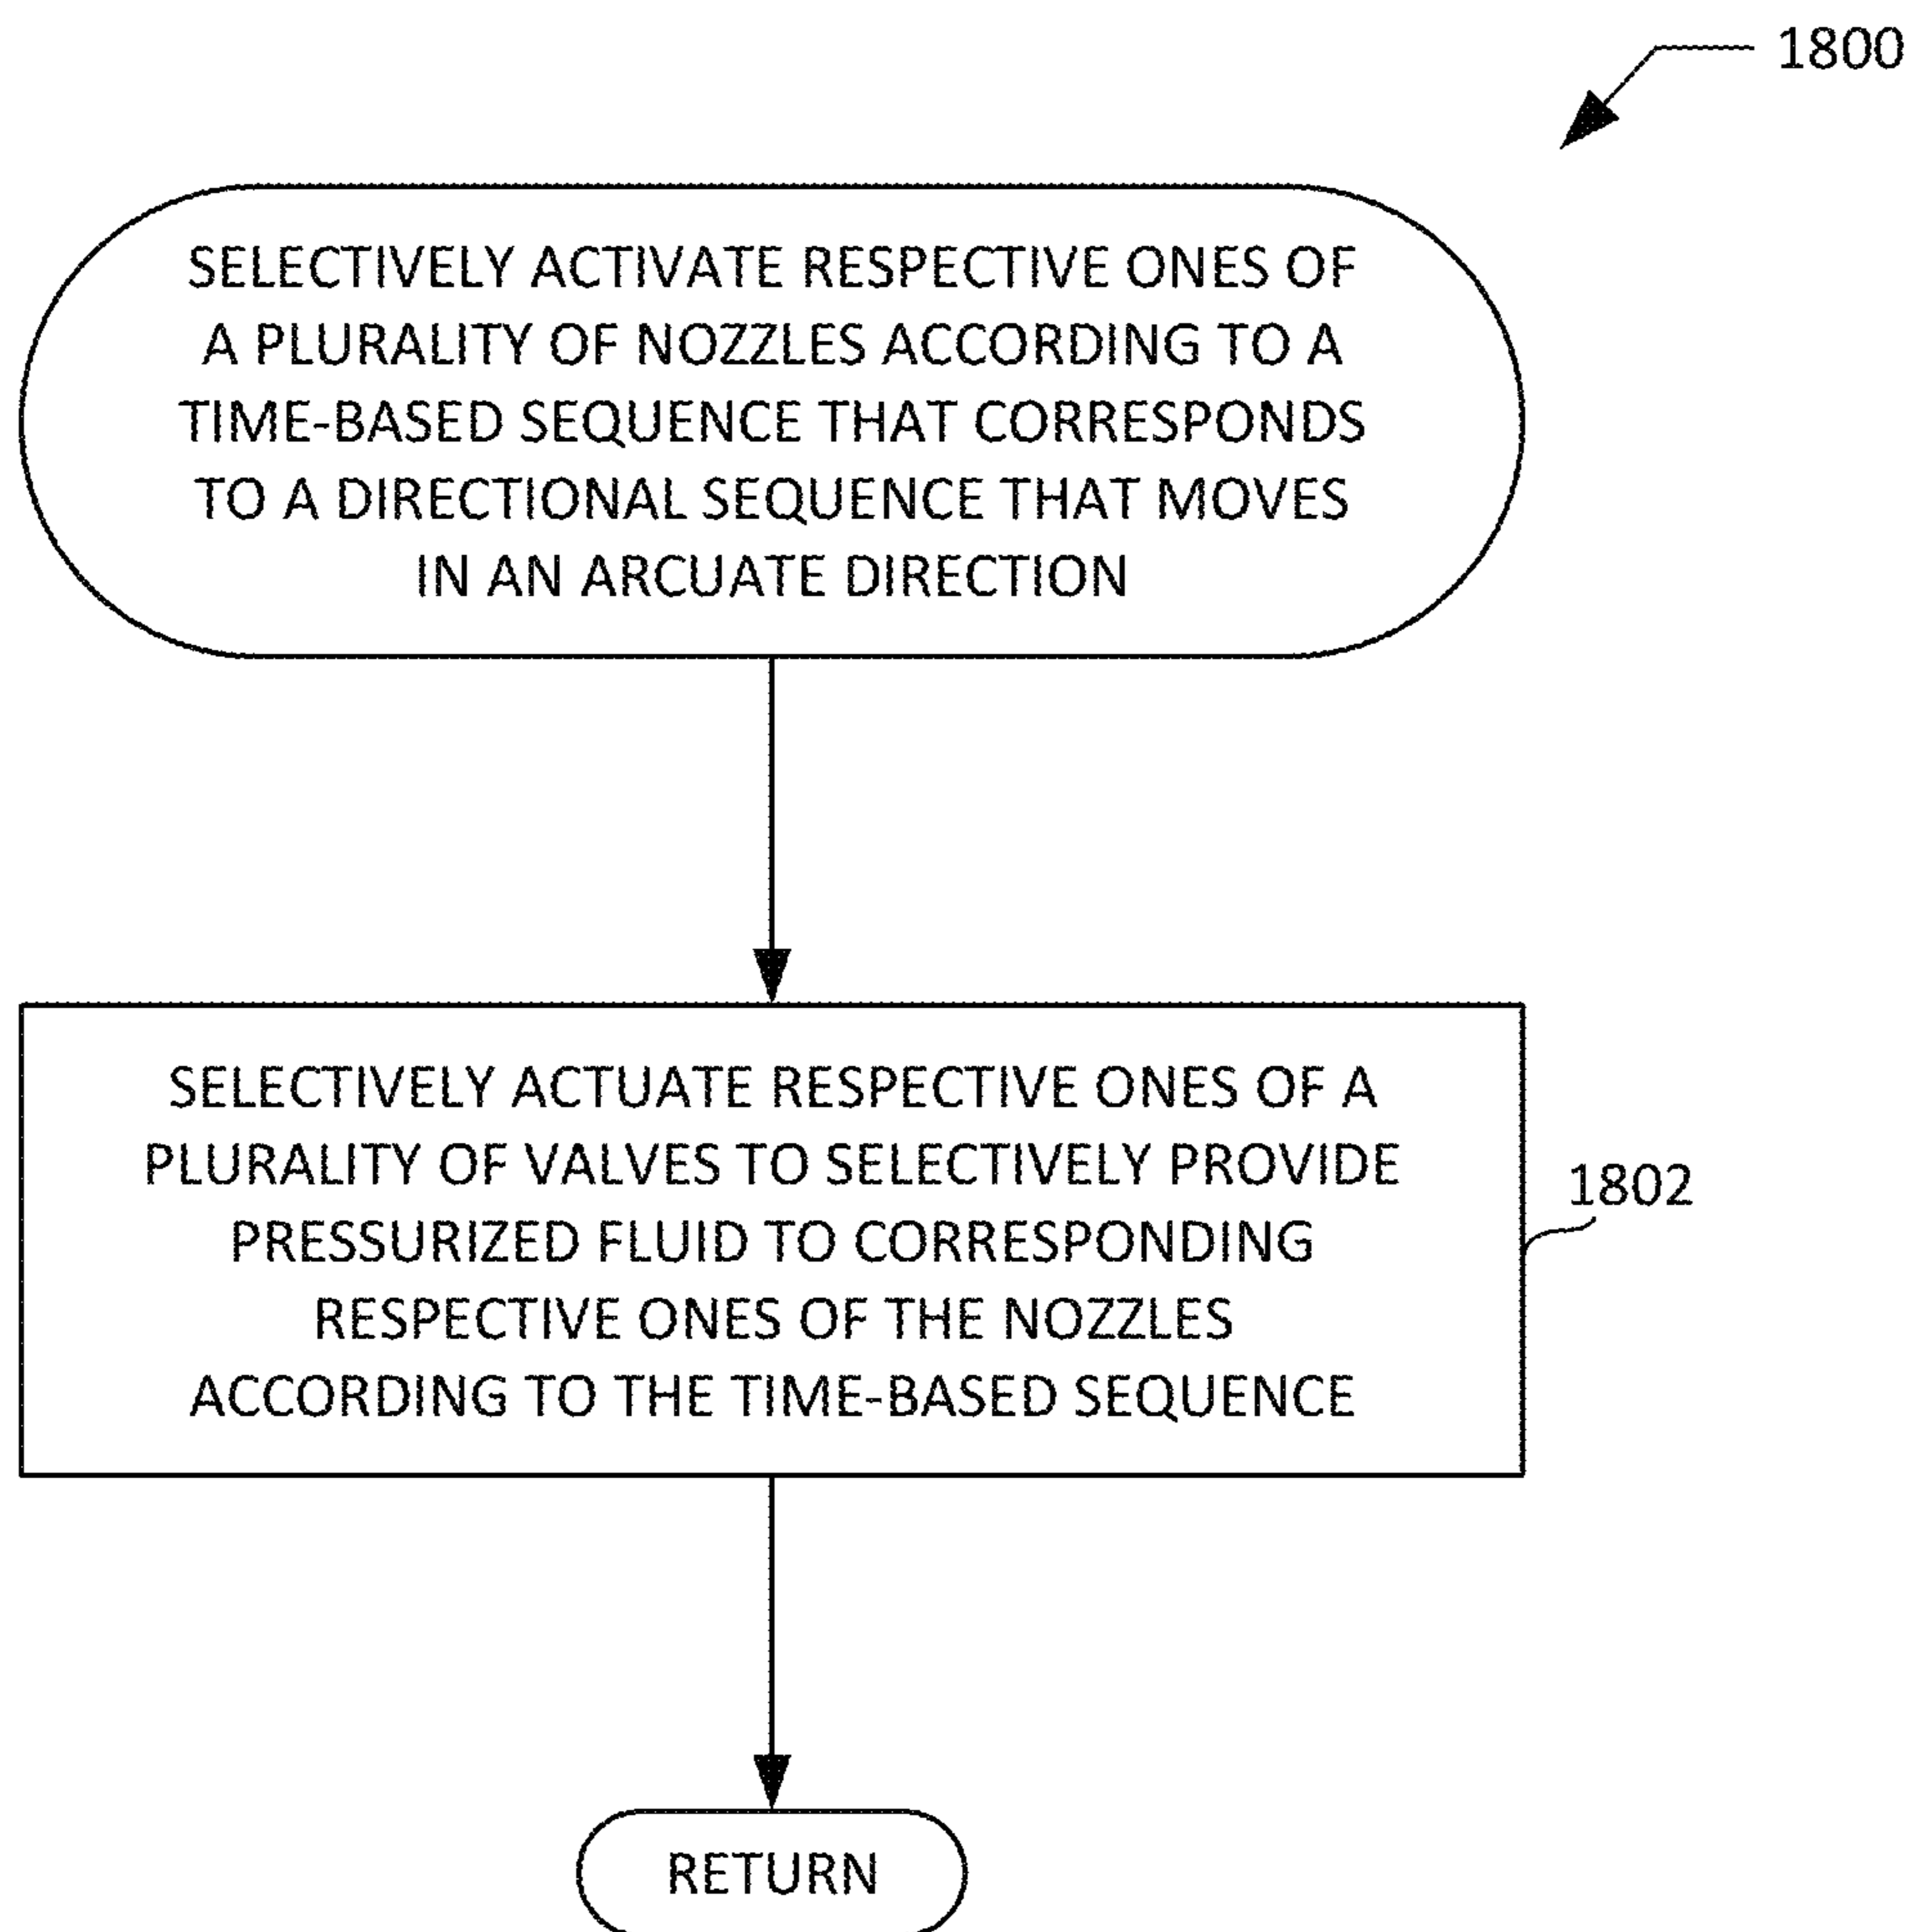 1800
SELECTIVELY ACTIVATE RESPECTIVE ONES OF
A PLURALITY OF NOZZLES ACCORDING TO A
TIME-BASED SEQUENCE THAT CORRESPONDS
TO A DIRECTIONAL SEQUENCE THAT MOVES
IN AN ARCUATE DIRECTION
SELECTIVELY ACTUATE RESPECTIVE ONES OF A
PLURALITY OF VALVES TO SELECTIVELY PROVIDE
PRESSURIZED FLUID TO CORRESPONDING
RESPECTIVE ONES OF THE NOZZLES
ACCORDING TO THE TIME-BASED SEQUENCE
1802
RETURN